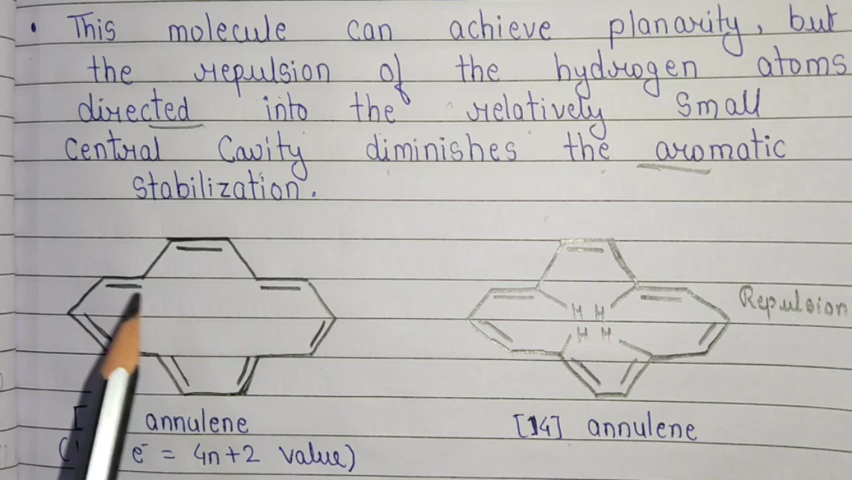 • This molecule can achieve planarity, but
the repulsion of the hydrogen atoms
directed into the relatively small
central cavity diminishes the aromatic
stabilization.
H H
H H
Repulsion
[ annulene
[14] annulene
( e⁻ = 4n+2 value)